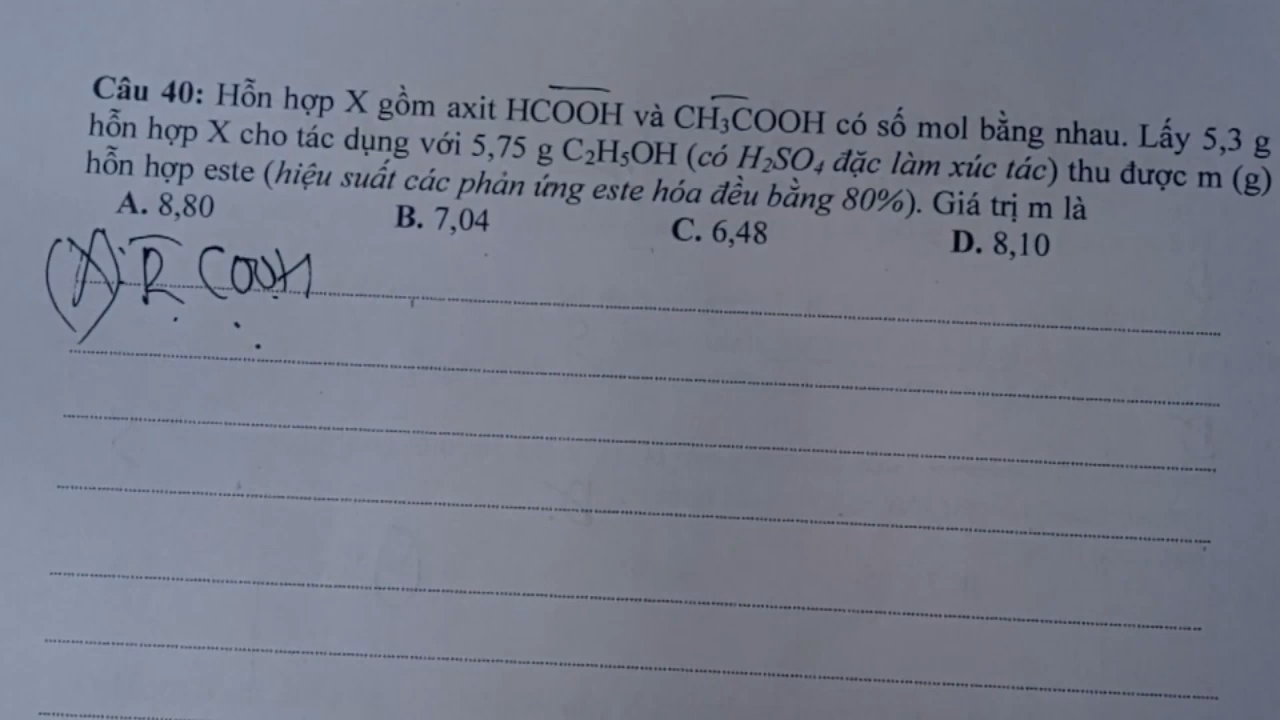 Câu 40: Hỗn hợp X gồm axit HCOOH và CH₃COOH có số mol bằng nhau. Lấy 5,3 g
hỗn hợp X cho tác dụng với 5,75 g C₂H₅OH (có H₂SO₄ đặc làm xúc tác) thu được m (g)
hỗn hợp este (hiệu suất các phản ứng este hóa đều bằng 80%). Giá trị m là
A. 8,80 B. 7,04 C. 6,48 D. 8,10
(X): R̅ COOH